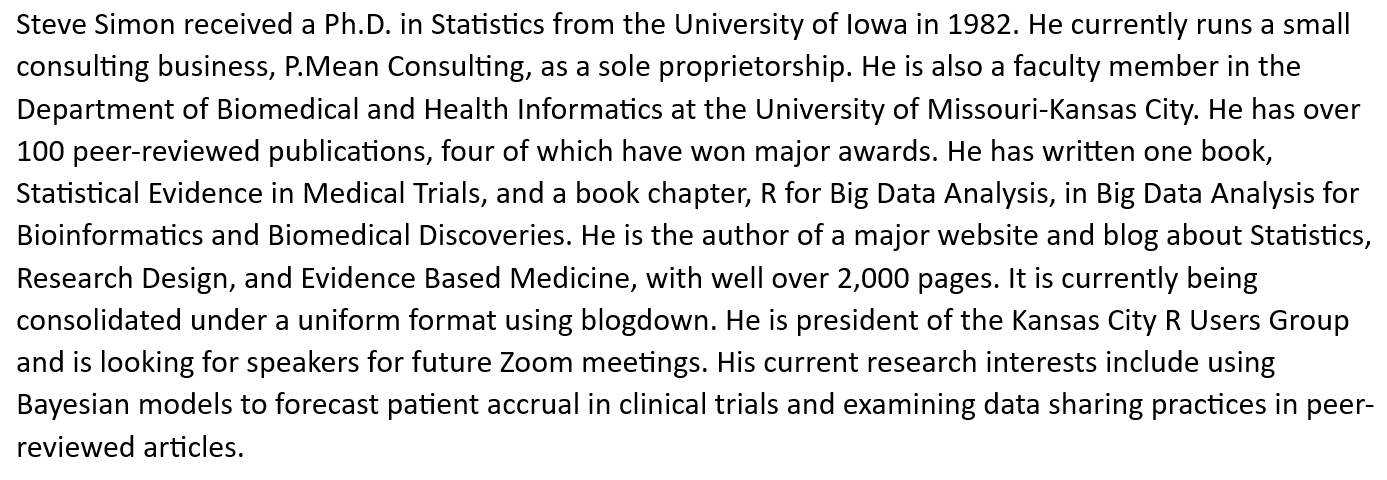 Steve Simon received a Ph.D. in Statistics from the University of Iowa in 1982. He currently runs a small
consulting business, P.Mean Consulting, as a sole proprietorship. He is also a faculty member in the
Department of Biomedical and Health Informatics at the University of Missouri-Kansas City. He has over
100 peer-reviewed publications, four of which have won major awards. He has written one book,
Statistical Evidence in Medical Trials, and a book chapter, R for Big Data Analysis, in Big Data Analysis for
Bioinformatics and Biomedical Discoveries. He is the author of a major website and blog about Statistics,
Research Design, and Evidence Based Medicine, with well over 2,000 pages. It is currently being
consolidated under a uniform format using blogdown. He is president of the Kansas City R Users Group
and is looking for speakers for future Zoom meetings. His current research interests include using
Bayesian models to forecast patient accrual in clinical trials and examining data sharing practices in peer-
reviewed articles.